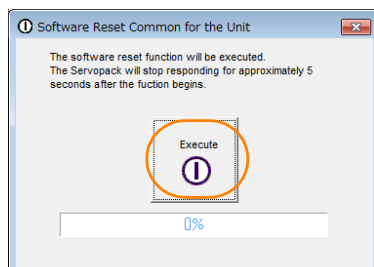 Software Reset Common for the Unit
The software reset function will be executed.
The Servopack will stop responding for approximately 5
seconds after the fuction begins.
Execute
0%